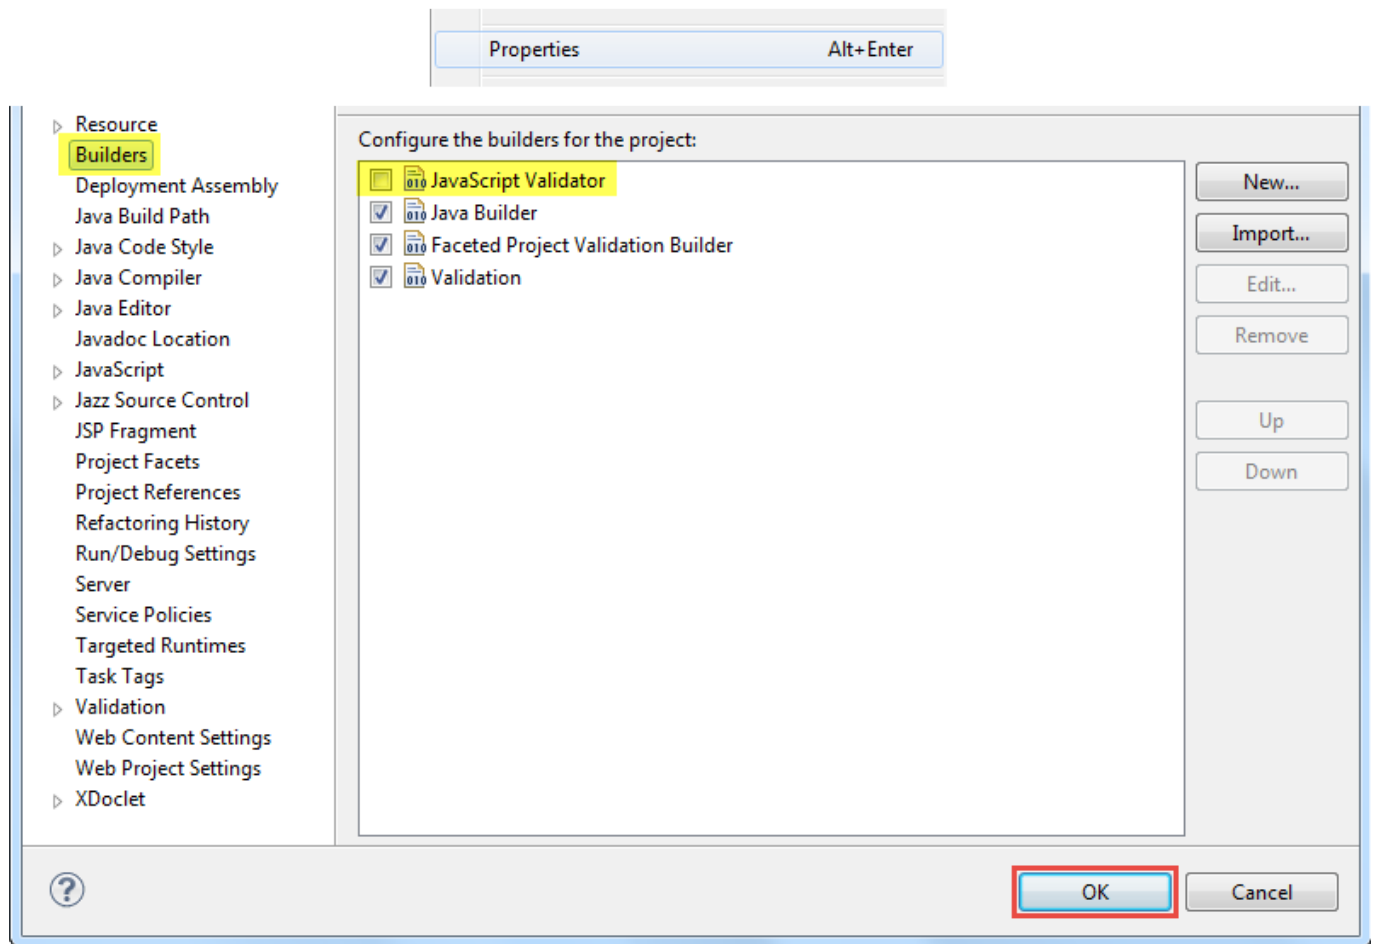 Properties Alt+Enter
Resource
Builders
Deployment Assembly
Java Build Path
Java Code Style
Java Compiler
Java Editor
Javadoc Location
JavaScript
Jazz Source Control
JSP Fragment
Project Facets
Project References
Refactoring History
Run/Debug Settings
Server
Service Policies
Targeted Runtimes
Task Tags
Validation
Web Content Settings
Web Project Settings
XDoclet
Configure the builders for the project:
JavaScript Validator
Java Builder
Faceted Project Validation Builder
Validation
New...
Import...
Edit...
Remove
Up
Down
OK
Cancel